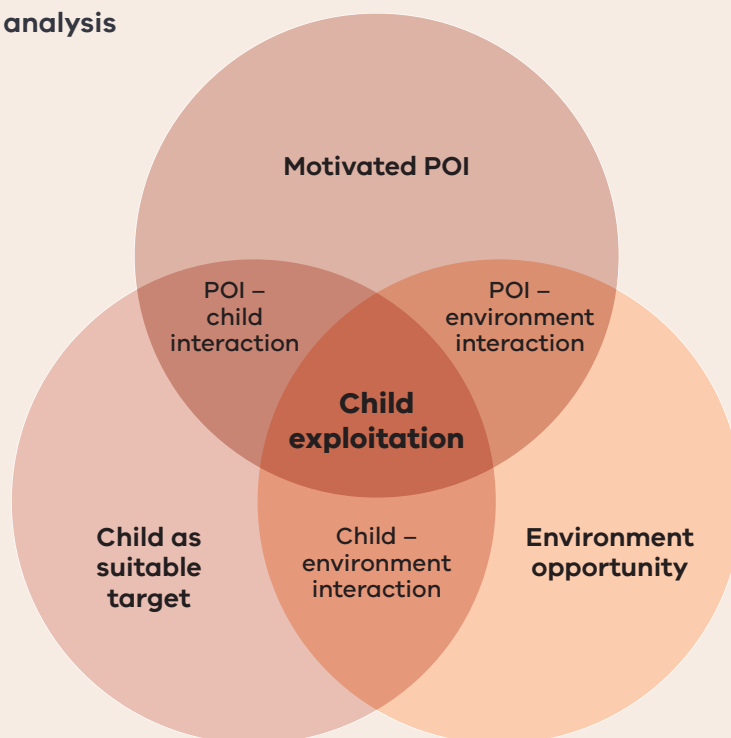 analysis
Motivated POI
POI –
child
interaction
POI –
environment
interaction
Child
exploitation
Child as
suitable
target
Child –
environment
interaction
Environment
opportunity